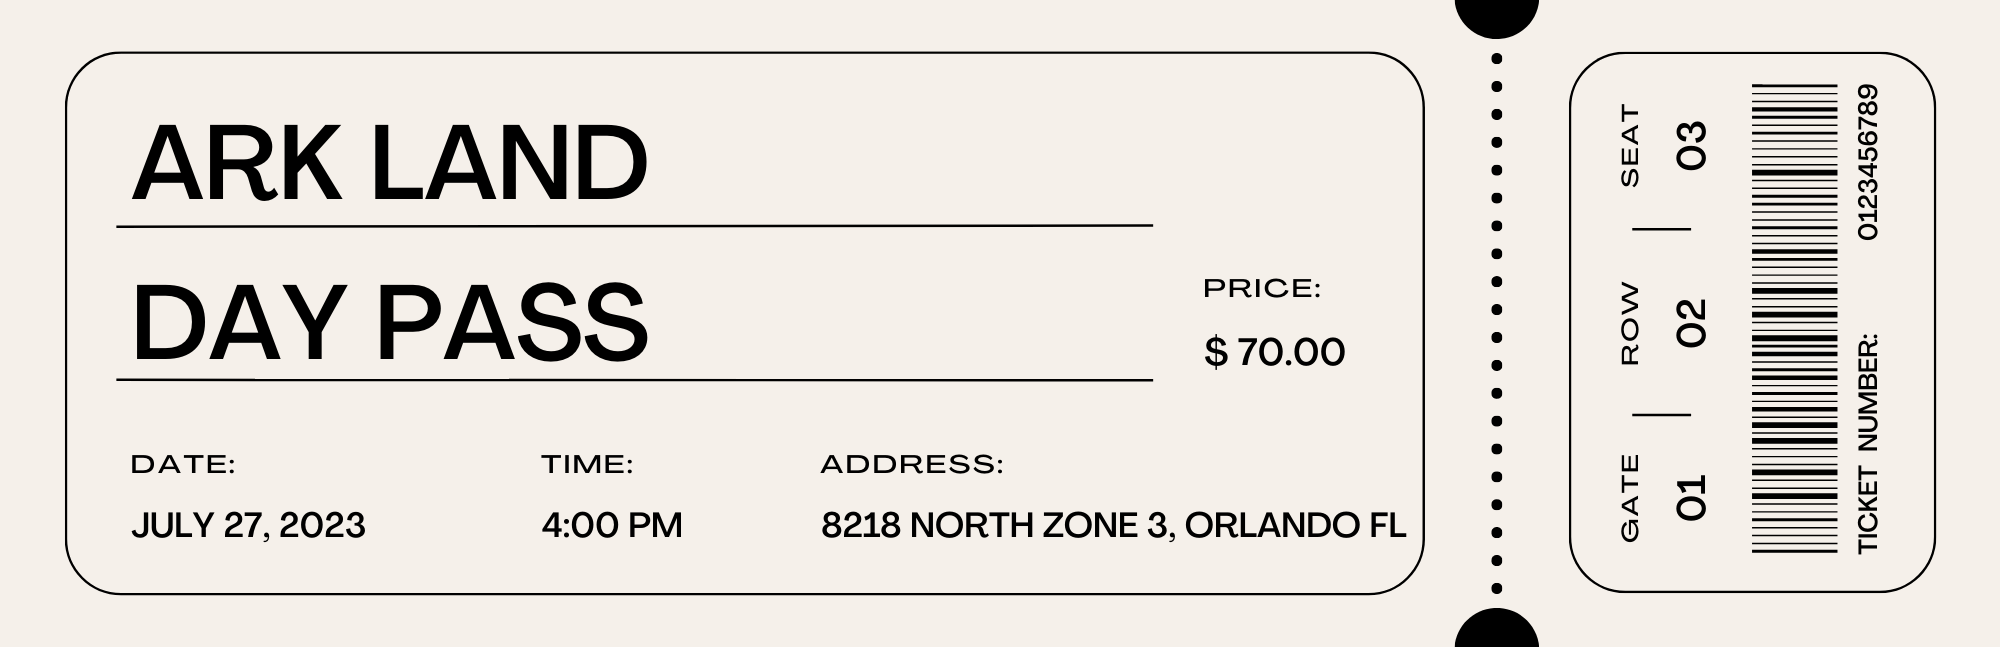 ARK LAND
DAY PASS
PRICE:
$ 70.00
DATE:
JULY 27, 2023
TIME:
4:00 PM
ADDRESS:
8218 NORTH ZONE 3, ORLANDO FL
GATE
01
ROW
02
SEAT
03
TICKET NUMBER: 0123456789